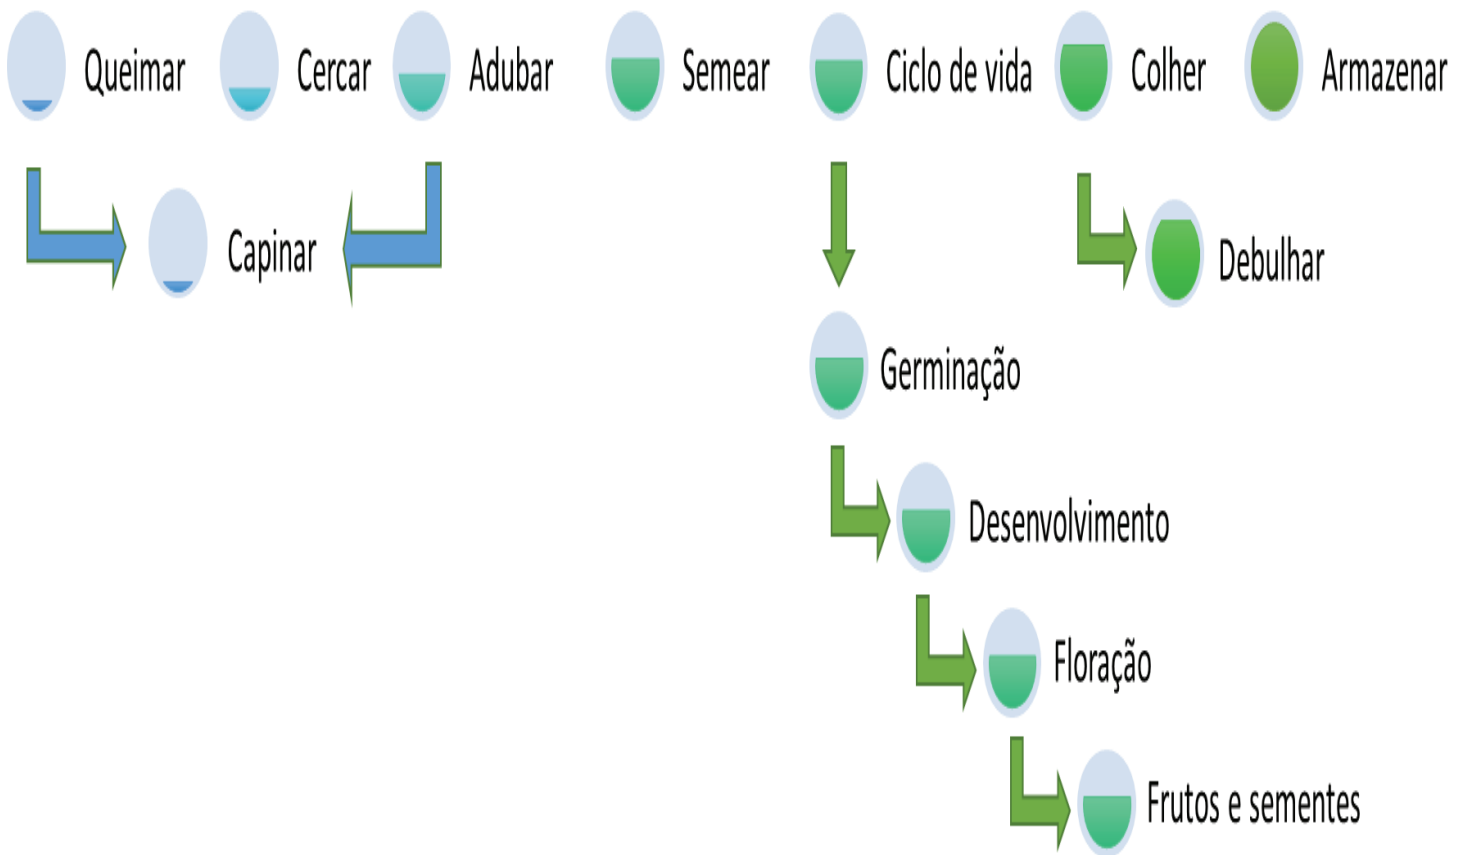 Queimar
Cercar
Adubar
Semear
Ciclo de vida
Colher
Armazenar
Capinar
Debulhar
Germinação
Desenvolvimento
Floração
Frutos e sementes